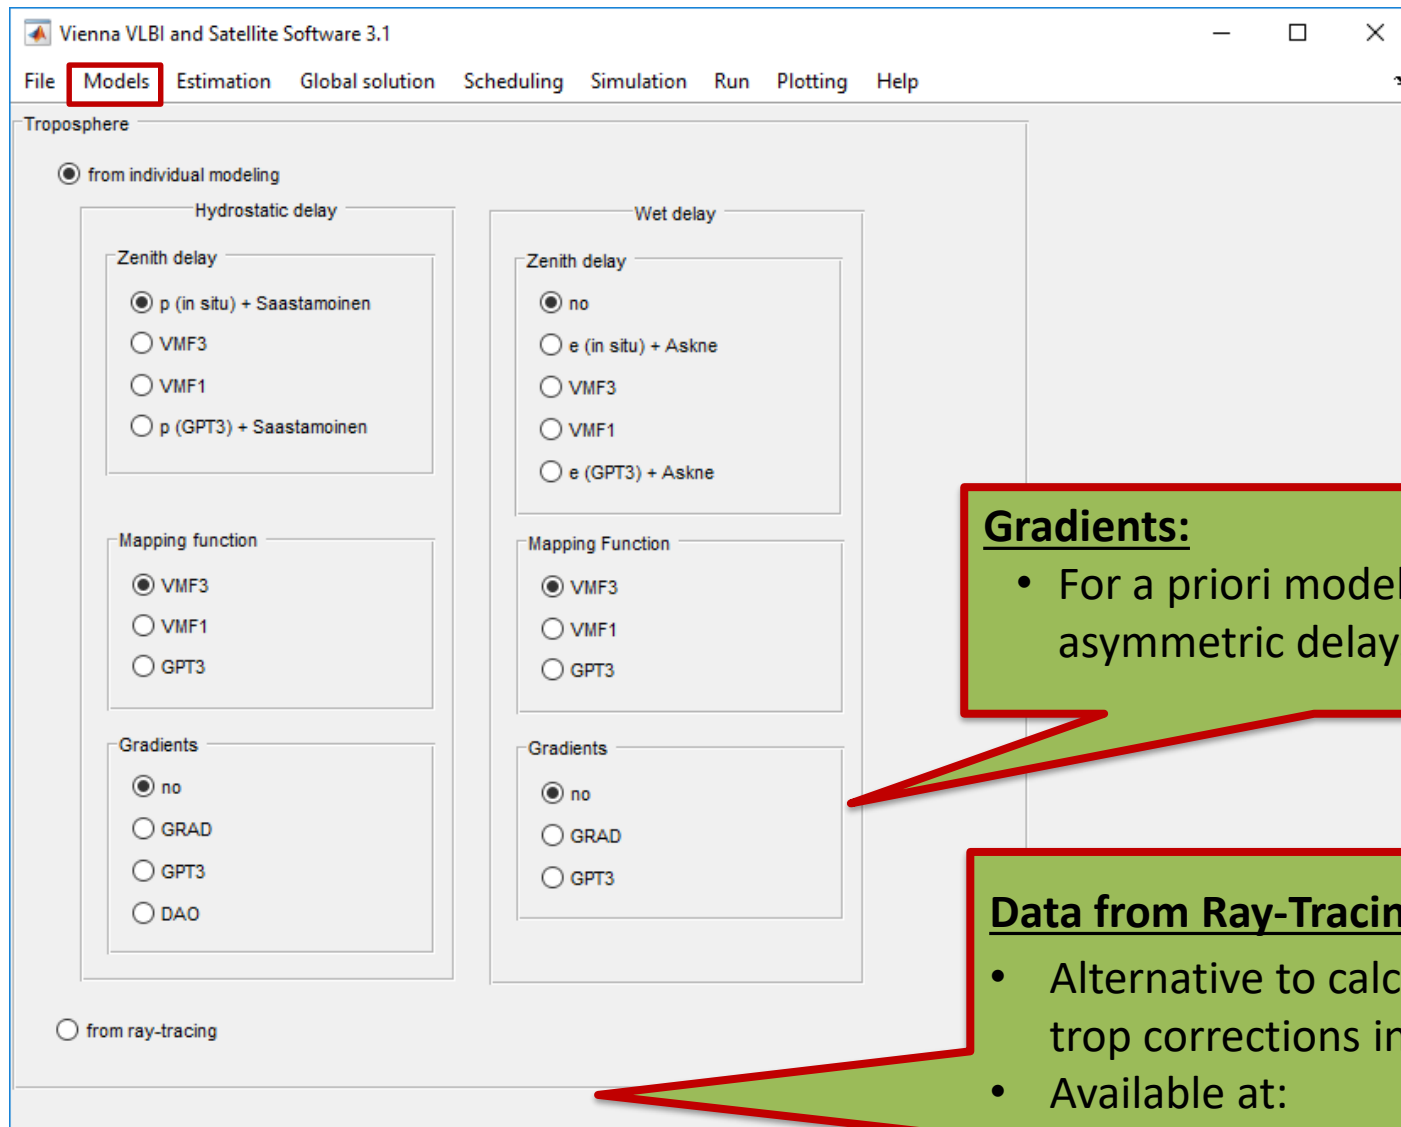 Vienna VLBI and Satellite Software 3.1
File Models Estimation Global solution Scheduling Simulation Run Plotting Help
Troposphere
from individual modeling
Hydrostatic delay
Zenith delay
p (in situ) + Saastamoinen
VMF3
VMF1
p (GPT3) + Saastamoinen
Mapping function
VMF3
VMF1
GPT3
Gradients
no
GRAD
GPT3
DAO
Wet delay
Zenith delay
no
e (in situ) + Askne
VMF3
VMF1
e (GPT3) + Askne
Mapping Function
VMF3
VMF1
GPT3
Gradients
no
GRAD
GPT3
from ray-tracing
Gradients:
• For a priori model
asymmetric delay
Data from Ray-Tracin
• Alternative to calc
trop corrections in
• Available at: